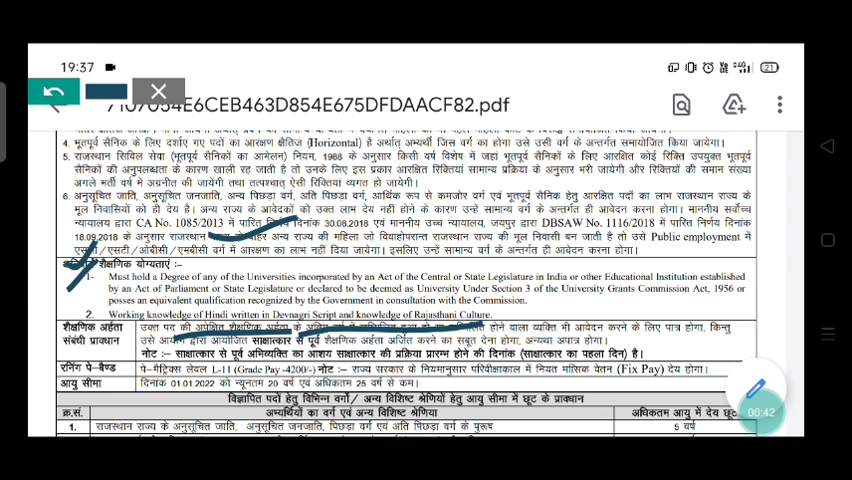 19:37
4G
21
7107054E6CEB463D854E675DFDAACF82.pdf
4. भूतपूर्व सैनिक के लिए दर्शाए गए पदों का आरक्षण क्षैतिज (Horizontal) है अर्थात् अभ्यर्थी जिस वर्ग का होगा उसे उसी वर्ग के अन्तर्गत समायोजित किया जायेगा।
5. राजस्थान सिविल सेवा (भूतपूर्व सैनिकों का आमेलन) नियम, 1988 के अनुसार किसी वर्ष विशेष में जहां भूतपूर्व सैनिकों के लिए आरक्षित कोई रिक्ति उपयुक्त भूतपूर्व
सैनिकों की अनुपलब्धता के कारण खाली रह जाती है तो उनके लिए इस प्रकार आरक्षित रिक्तियां सामान्य प्रक्रिया के अनुसार भरी जायेगी और रिक्तियों की समान संख्या
अगले भर्ती वर्ष में अग्रनीत की जायेगी तथा तत्पश्चात् ऐसी रिक्तियां व्यगत हो जायेगी।
6. अनुसूचित जाति, अनुसूचित जनजाति, अन्य पिछड़ा वर्ग, अति पिछड़ा वर्ग, आर्थिक रूप से कमजोर वर्ग एवं भूतपूर्व सैनिक हेतु आरक्षित पदों का लाभ राजस्थान राज्य के
मूल निवासियों को ही देय है। अन्य राज्य के आवेदकों को उक्त लाभ देय नहीं होने के कारण उन्हे सामान्य वर्ग के अन्तर्गत ही आवेदन करना होगा। माननीय सर्वोच्च
न्यायालय द्वारा CA No. 1085/2013 में पारित निर्णय दिनांक 30.08.2018 एवं माननीय उच्च न्यायालय, जयपुर द्वारा DBSAW No. 1116/2018 में पारित निर्णय दिनांक
18.09.2018 के अनुसार राजस्थान के बाहर अन्य राज्य की महिला जो विवाहोपरान्त राजस्थान राज्य की मूल निवासी बन जाती है तो उसे Public employment में
एससी/एसटी/ओबीसी/एमबीसी वर्ग में आरक्षण का लाभ नहीं दिया जायेगा। इसलिए उन्हें सामान्य वर्ग के अन्तर्गत ही आवेदन करना होगा।
शैक्षणिक योग्यताएं :-
1- Must hold a Degree of any of the Universities incorporated by an Act of the Central or State Legislature in India or other Educational Institution established
by an Act of Parliament or State Legislature or declared to be deemed as University Under Section 3 of the University Grants Commission Act, 1956 or
posses an equivalent qualification recognized by the Government in consultation with the Commission.
2. Working knowledge of Hindi written in Devnagri Script and knowledge of Rajasthani Culture.
शैक्षणिक अर्हता संबंधी प्रावधान
उक्त पद की अपेक्षित शैक्षणिक अर्हता के अंतिम वर्ष में होने वाला व्यक्ति भी आवेदन करने के लिए पात्र होगा, किन्तु
उसे आयोग द्वारा आयोजित साक्षात्कार से पूर्व शैक्षणिक अर्हता अर्जित करने का सबूत देना होगा, अन्यथा अपात्र होगा।
नोट :- साक्षात्कार से पूर्व अभिव्यक्ति का आशय साक्षात्कार की प्रक्रिया प्रारम्भ होने की दिनांक (साक्षात्कार का पहला दिन) है।
रनिंग पे-बैण्ड पे-मैट्रिक्स लेवल L-11 (Grade Pay -4200/-) नोट :- राज्य सरकार के नियमानुसार परिवीक्षाकाल में नियत मासिक वेतन (Fix Pay) देय होगा।
आयु सीमा दिनांक 01.01.2022 को न्यूनतम 20 वर्ष एवं अधिकतम 25 वर्ष से कम।
विज्ञापित पदों हेतु विभिन्न वर्गो/ अन्य विशिष्ट श्रेणियों हेतु आयु सीमा में छूट के प्रावधान
क्र.सं. अभ्यर्थियों का वर्ग एवं अन्य विशिष्ट श्रेणिया अधिकतम आयु में देय छूट
1. राजस्थान राज्य के अनुसूचित जाति, अनुसूचित जनजाति, पिछड़ा वर्ग एवं अति पिछड़ा वर्ग के पुरूष 5 वर्ष
00:42